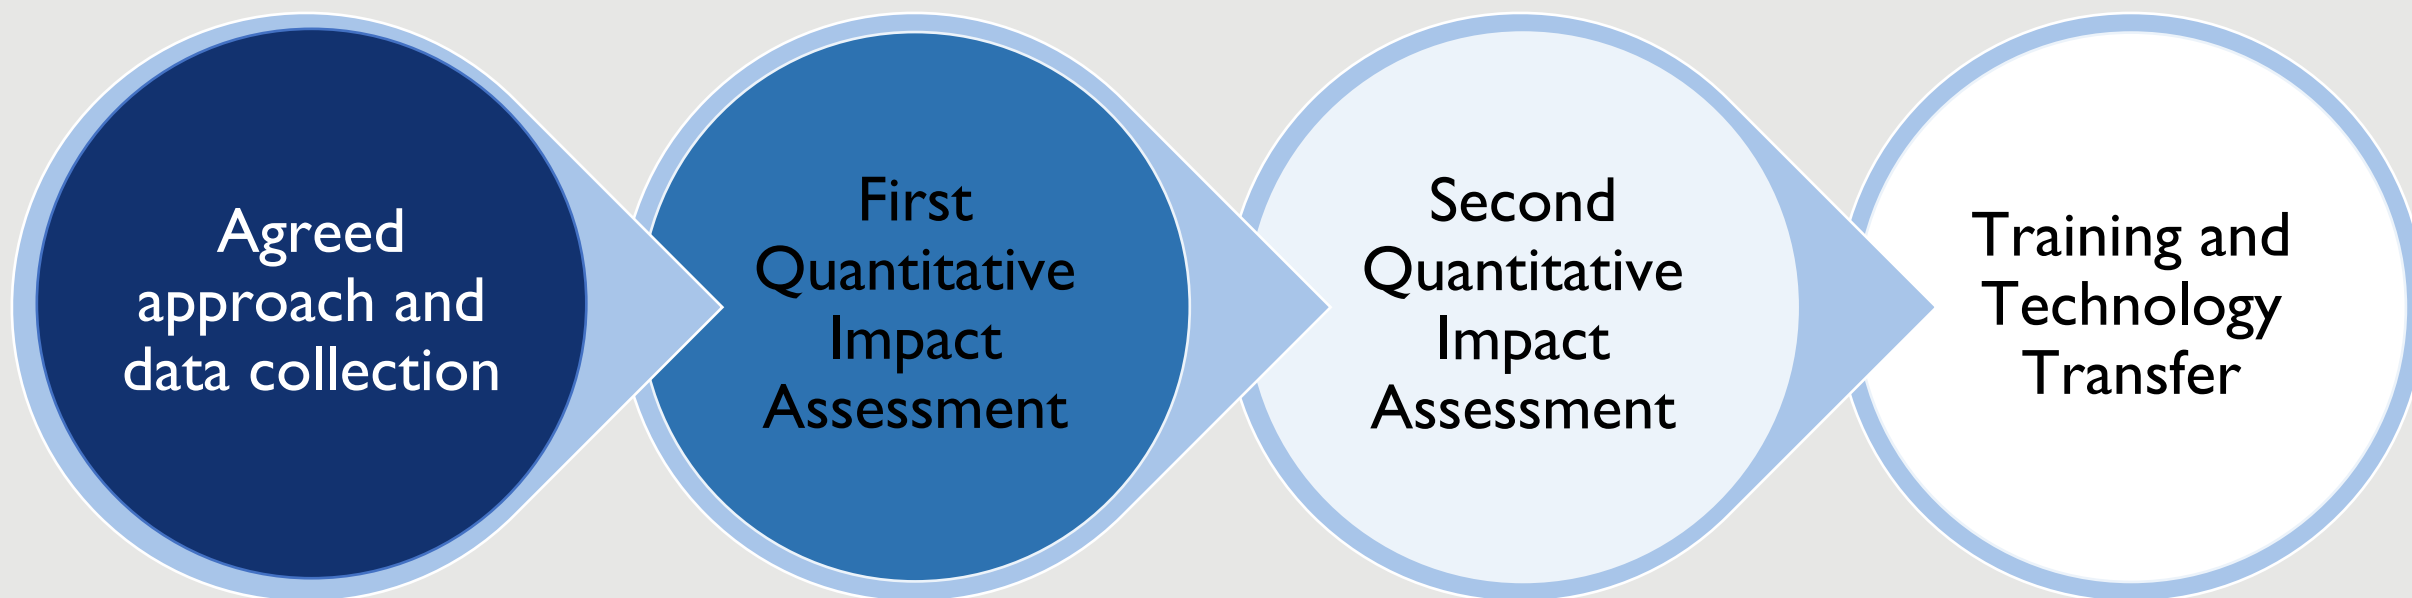 Agreed
approach and
data collection
First
Quantitative
Impact
Assessment
Second
Quantitative
Impact
Assessment
Training and
Technology
Transfer